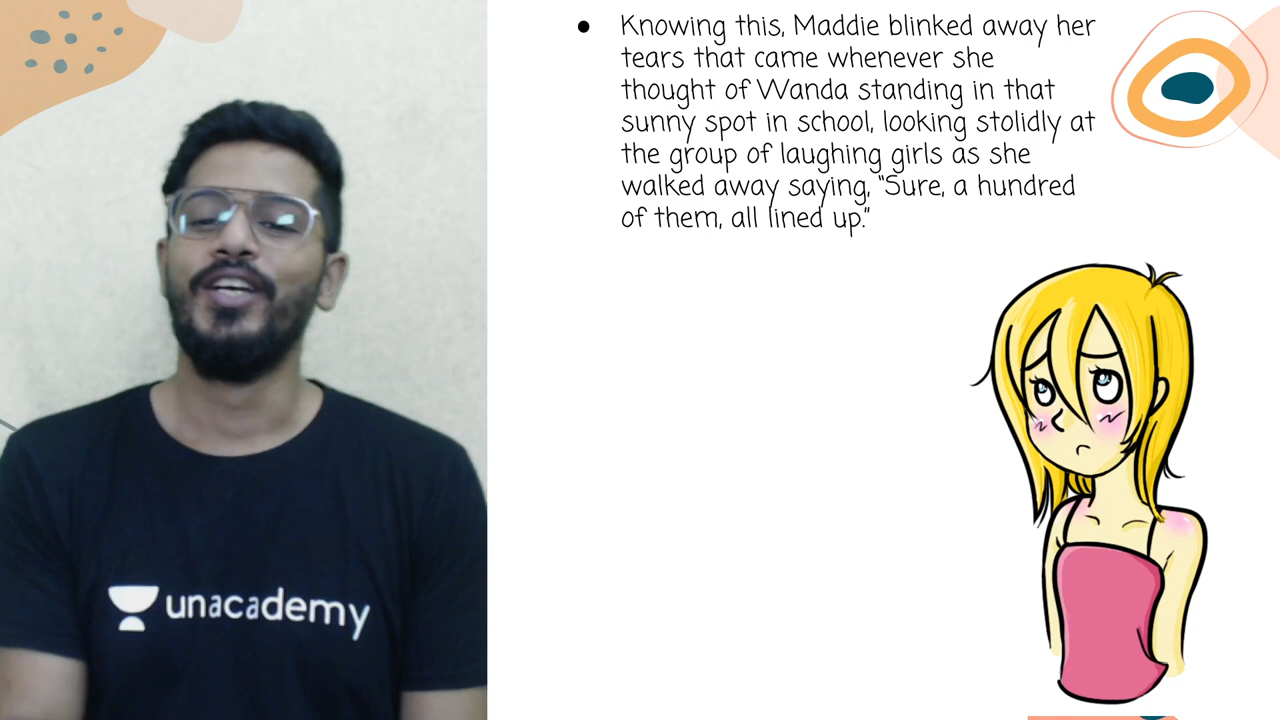 ● Knowing this, Maddie blinked away her
tears that came whenever she
thought of Wanda standing in that
sunny spot in school, looking stolidly at
the group of laughing girls as she
walked away saying, “Sure, a hundred
of them, all lined up.”
unacademy